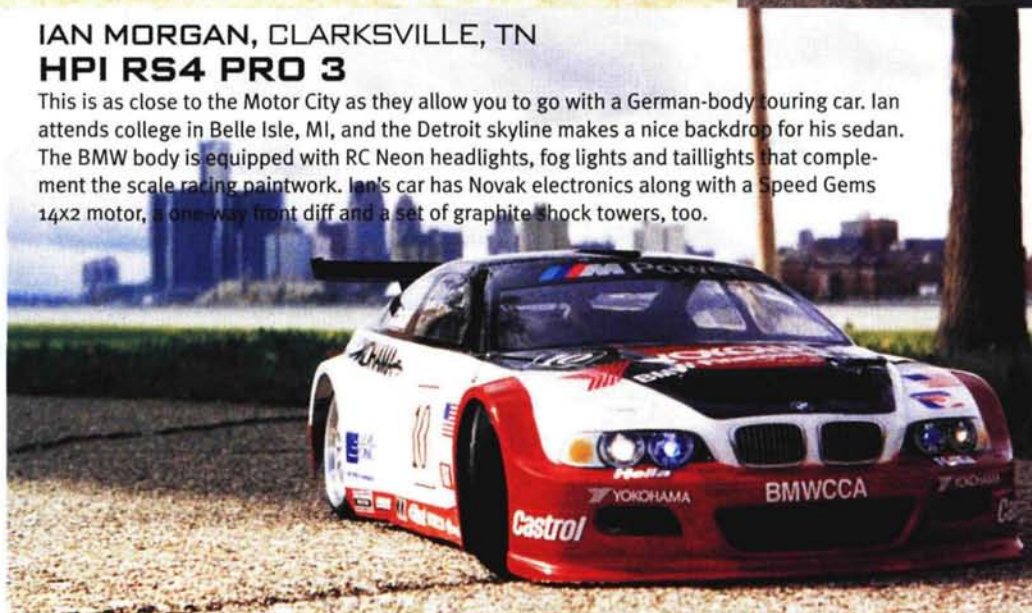 IAN MORGAN, CLARKSVILLE, TN
HPI RS4 PRO 3
This is as close to the Motor City as they allow you to go with a German-body touring car. Ian
attends college in Belle Isle, MI, and the Detroit skyline makes a nice backdrop for his sedan.
The BMW body is equipped with RC Neon headlights, fog lights and taillights that comple-
ment the scale racing paintwork. Ian's car has Novak electronics along with a Speed Gems
14x2 motor, a one-way front diff and a set of graphite shock towers, too.
M Power
10
YOKOHAMA
10
Hella
YOKOHAMA
BMWCCA
YOKOHAMA
Castrol